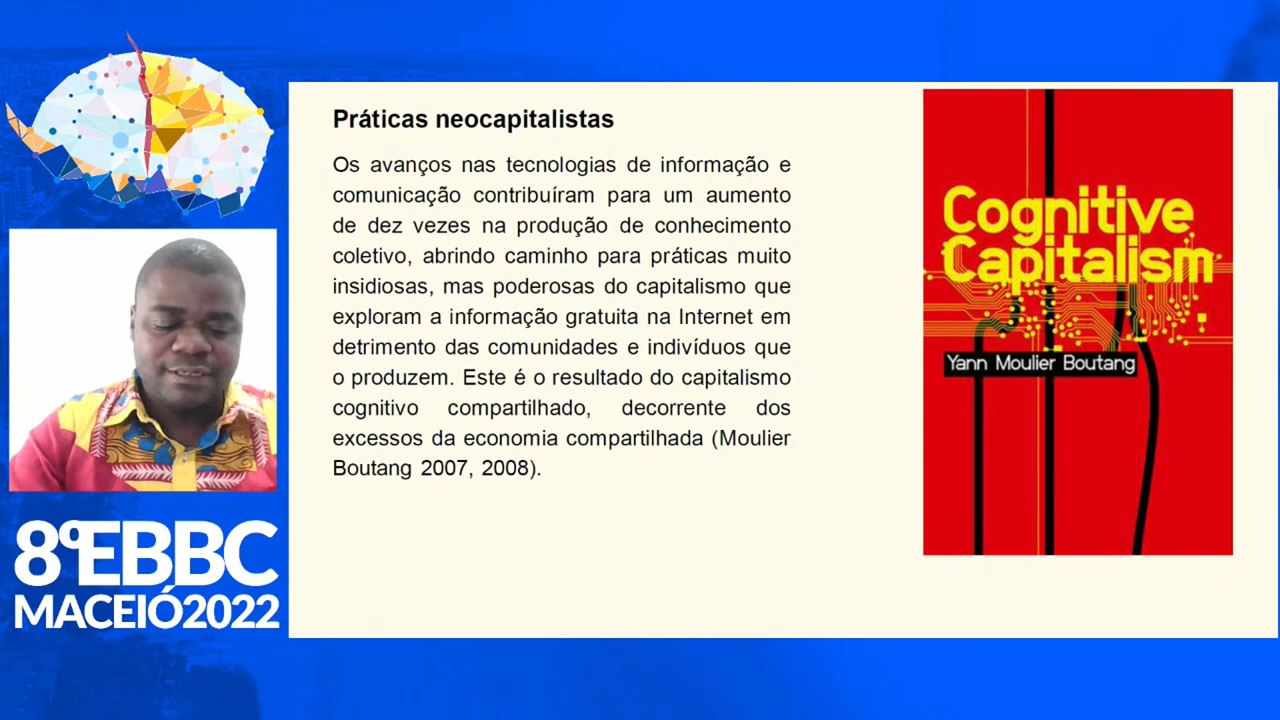 Práticas neocapitalistas
Os avanços nas tecnologias de informação e
comunicação contribuíram para um aumento
de dez vezes na produção de conhecimento
coletivo, abrindo caminho para práticas muito
insidiosas, mas poderosas do capitalismo que
exploram a informação gratuita na Internet em
detrimento das comunidades e indivíduos que
o produzem. Este é o resultado do capitalismo
cognitivo compartilhado, decorrente dos
excessos da economia compartilhada (Moulier
Boutang 2007, 2008).
Cognitive
Capitalism
Yann Moulier Boutang
8ºEBBC
MACEIÓ2022